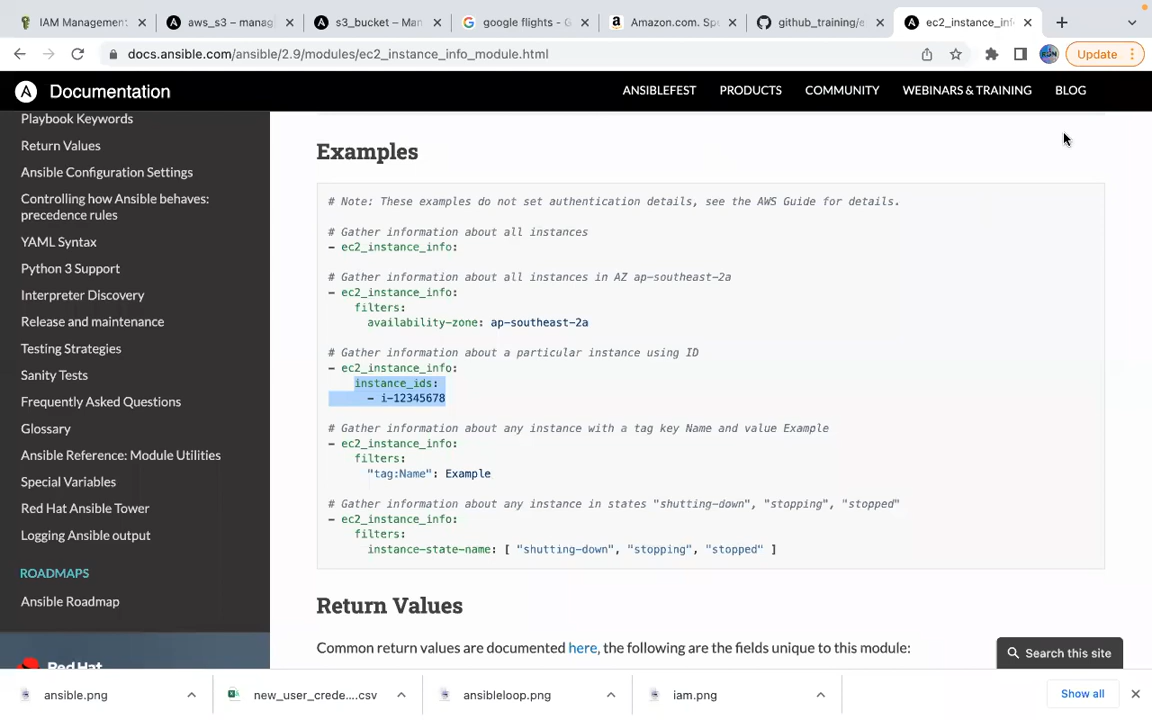 IAM Management
aws_s3 – manag
s3_bucket – Man
google flights - G
Amazon.com. Spe
github_training/e
ec2_instance_info
docs.ansible.com/ansible/2.9/modules/ec2_instance_info_module.html
Update
Documentation
ANSIBLEFEST
PRODUCTS
COMMUNITY
WEBINARS & TRAINING
BLOG
Playbook Keywords
Return Values
Ansible Configuration Settings
Controlling how Ansible behaves:
precedence rules
YAML Syntax
Python 3 Support
Interpreter Discovery
Release and maintenance
Testing Strategies
Sanity Tests
Frequently Asked Questions
Glossary
Ansible Reference: Module Utilities
Special Variables
Red Hat Ansible Tower
Logging Ansible output
ROADMAPS
Ansible Roadmap
Red Hat
Examples
# Note: These examples do not set authentication details, see the AWS Guide for details.
# Gather information about all instances
- ec2_instance_info:
# Gather information about all instances in AZ ap-southeast-2a
- ec2_instance_info:
filters:
availability-zone: ap-southeast-2a
# Gather information about a particular instance using ID
- ec2_instance_info:
instance_ids:
- i-12345678
# Gather information about any instance with a tag key Name and value Example
- ec2_instance_info:
filters:
"tag:Name": Example
# Gather information about any instance in states "shutting-down", "stopping", "stopped"
- ec2_instance_info:
filters:
instance-state-name: [ "shutting-down", "stopping", "stopped" ]
Return Values
Common return values are documented here, the following are the fields unique to this module:
Search this site
ansible.png
new_user_crede....csv
ansibleloop.png
iam.png
Show all